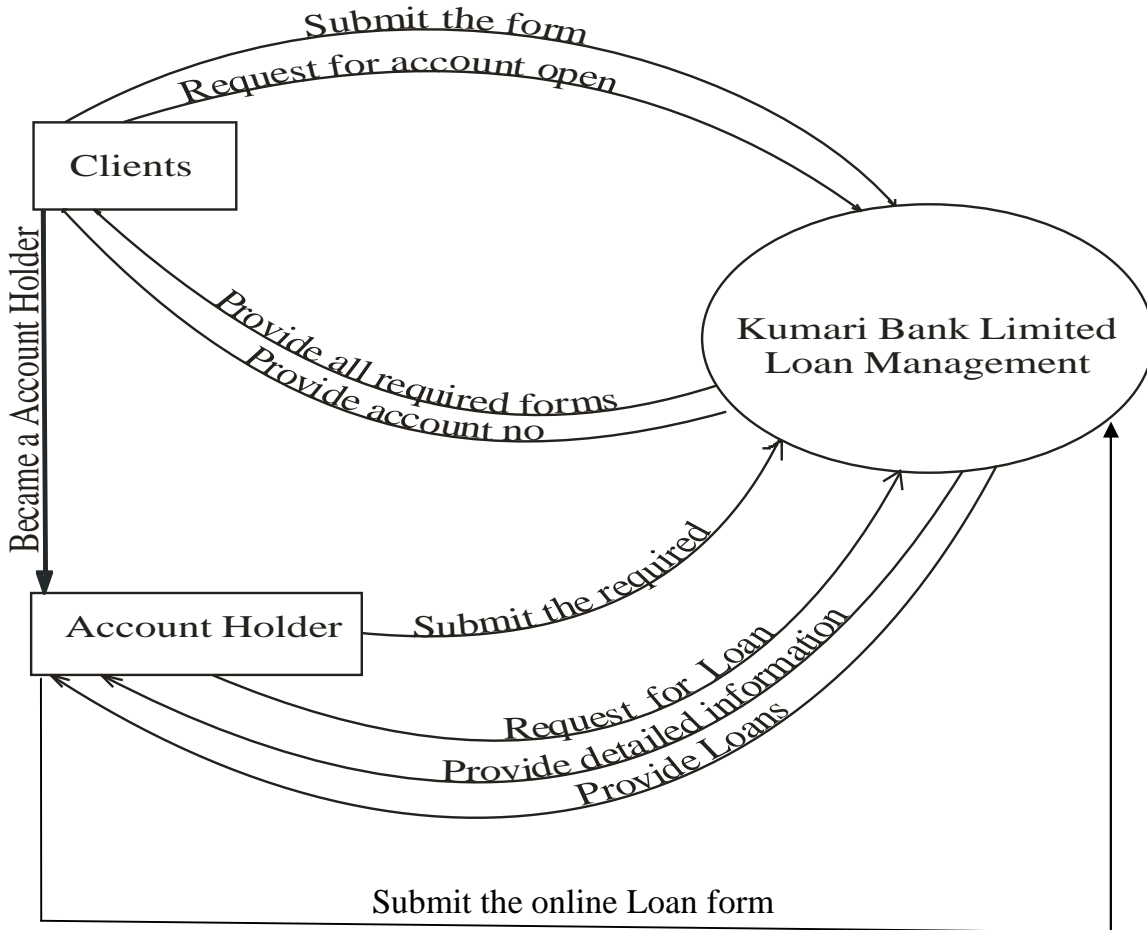 Submit the form
Request for account open
Clients
Became a Account Holder
Provide all required forms
Provide account no
Kumari Bank Limited
Loan Management
Submit the required
Account Holder
Request for Loan
Provide detailed information
Provide Loans
Submit the online Loan form